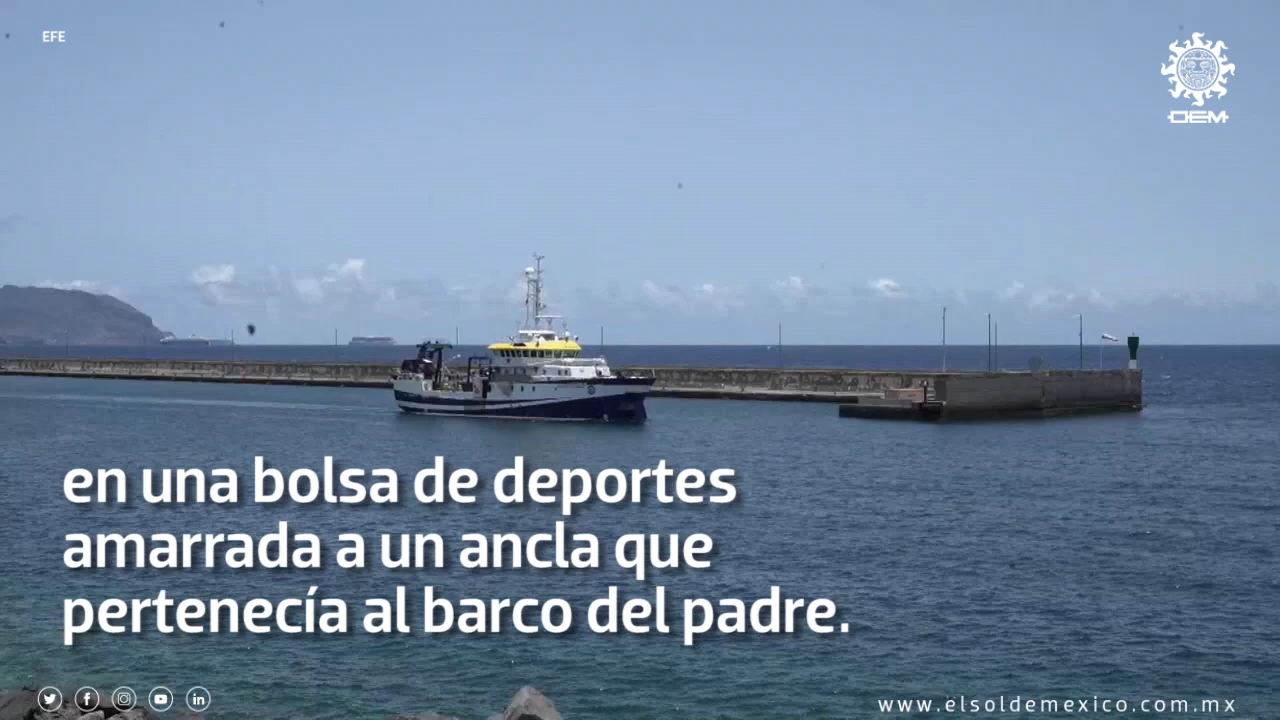 EFE
OEM
en una bolsa de deportes
amarrada a un ancla que
pertenecía al barco del padre.
www.elsoldemexico.com.mx